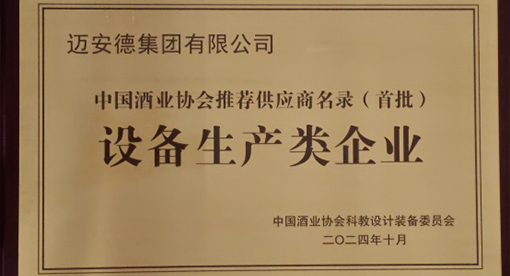 迈安德集团有限公司
中国酒业协会推荐供应商名录（首批）
设备生产类企业
中国酒业协会科教设计装备委员会
二〇二四年十月